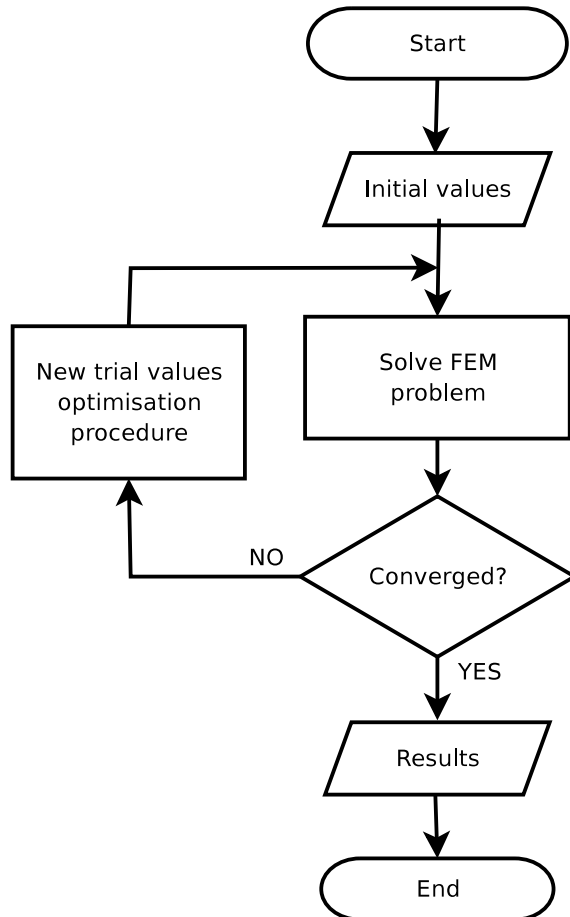 Start
Initial values
New trial values
optimisation
procedure
Solve FEM
problem
NO
Converged?
YES
Results
End